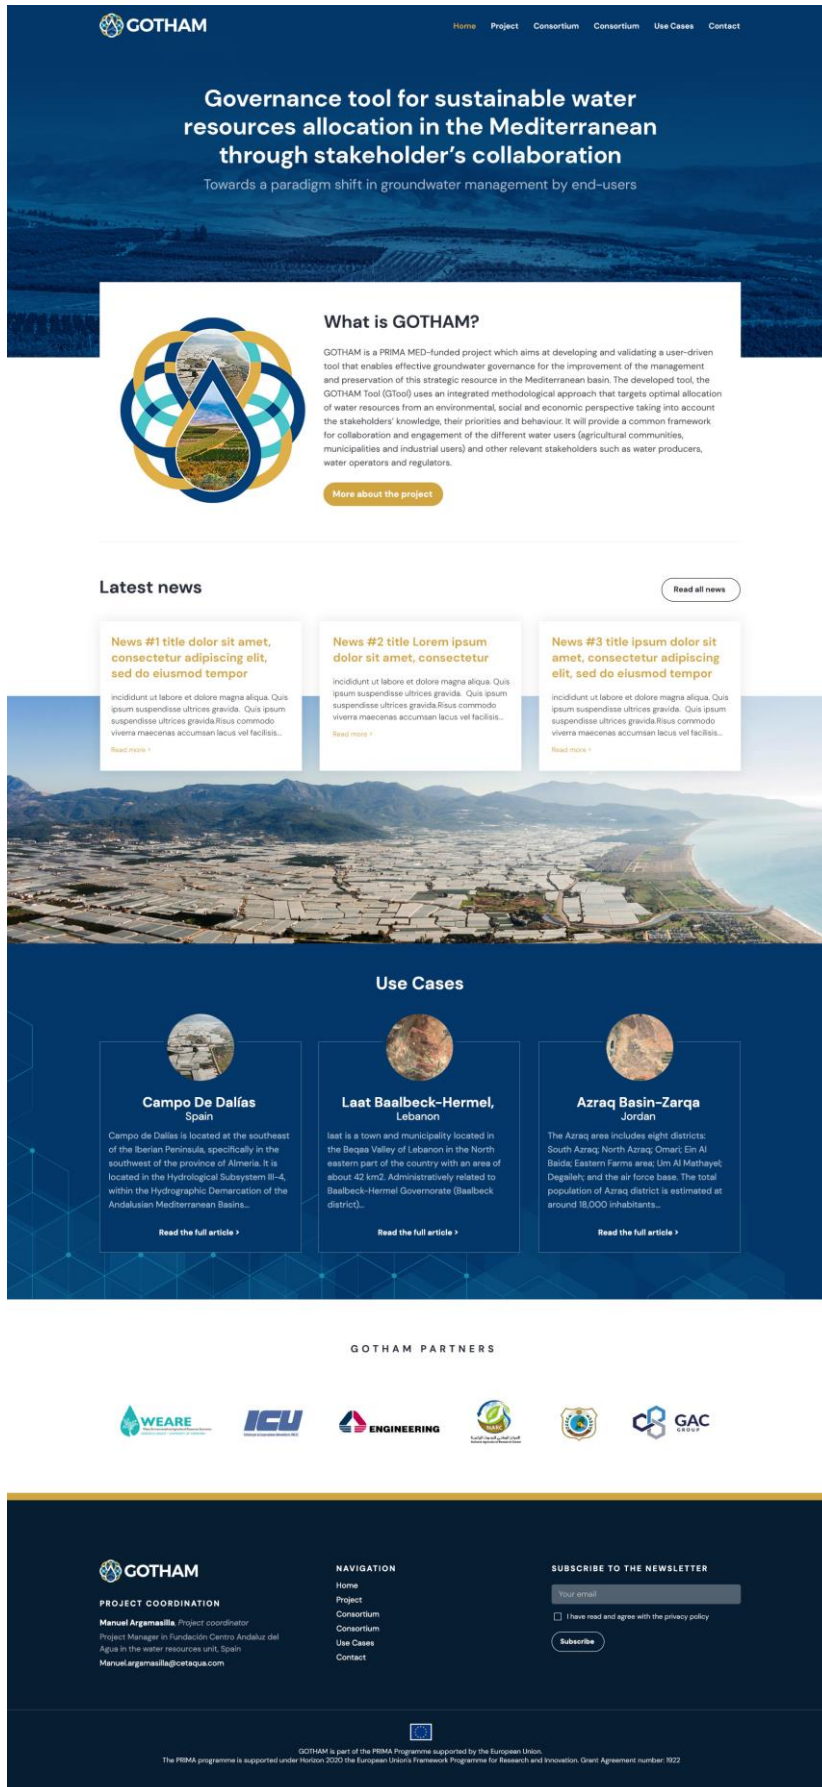 GOTHAM
Home Project Consortium Consortium Use Cases Contact
Governance tool for sustainable water
resources allocation in the Mediterranean
through stakeholder's collaboration
Towards a paradigm shift in groundwater management by end-users
What is GOTHAM?
GOTHAM is a PRIMA MED-funded project which aims at developing and validating a user-driven
tool that enables effective groundwater governance for the improvement of the management
and preservation of this strategic resource in the Mediterranean basin. The developed tool, the
GOTHAM Tool (GTool) uses an integrated methodological approach that targets optimal allocation
of water resources from an environmental, social and economic perspective taking into account
the stakeholders' knowledge, their priorities and behaviour. It will provide a common framework
for collaboration and engagement of the different water users (agricultural communities,
municipalities and industrial users) and other relevant stakeholders such as water producers,
water operators and regulators.
More about the project
Latest news
Read all news
News #1 title dolor sit amet,
consectetur adipiscing elit,
sed do eiusmod tempor
incididunt ut labore et dolore magna aliqua. Quis
ipsum suspendisse ultrices gravida. Quis ipsum
suspendisse ultrices gravida.Risus commodo
viverra maecenas accumsan lacus vel facilisis...
Read more >
News #2 title Lorem ipsum
dolor sit amet, consectetur
incididunt ut labore et dolore magna aliqua. Quis
ipsum suspendisse ultrices gravida. Quis ipsum
suspendisse ultrices gravida.Risus commodo
viverra maecenas accumsan lacus vel facilisis...
Read more >
News #3 title ipsum dolor sit
amet, consectetur adipiscing
elit, sed do eiusmod tempor
incididunt ut labore et dolore magna aliqua. Quis
ipsum suspendisse ultrices gravida. Quis ipsum
suspendisse ultrices gravida.Risus commodo
viverra maecenas accumsan lacus vel facilisis...
Read more >
Use Cases
Campo De Dalías
Spain
Campo de Dalías is located at the southeast
of the Iberian Peninsula, specifically in the
southwest of the province of Almeria. It is
located in the Hydrological Subsystem III-4,
within the Hydrographic Demarcation of the
Andalusian Mediterranean Basins...
Read the full article >
Laat Baalbeck-Hermel,
Lebanon
laat is a town and municipality located in
the Beqaa Valley of Lebanon in the North
eastern part of the country with an area of
about 42 km2. Administratively related to
Baalbeck-Hermel Governorate (Baalbeck
district)...
Read the full article >
Azraq Basin-Zarqa
Jordan
The Azraq area includes eight districts:
South Azraq; North Azraq; Omari; Ein Al
Baida; Eastern Farms area; Um Al Mathayel;
Degaileh; and the air force base. The total
population of Azraq district is estimated at
around 18,000 inhabitants...
Read the full article >
GOTHAM PARTNERS
WEARE
ICU
ENGINEERING
NARC
GAC
GROUP
GOTHAM
PROJECT COORDINATION
Manuel Argamasilla, Project coordinator
Project Manager in Fundación Centro Andaluz del
Agua in the water resources unit, Spain
Manuel.argamasilla@cetaqua.com
NAVIGATION
Home
Project
Consortium
Consortium
Use Cases
Contact
SUBSCRIBE TO THE NEWSLETTER
Your email
I have read and agree with the privacy policy
Subscribe
GOTHAM is part of the PRIMA Programme supported by the European Union.
The PRIMA programme is supported under Horizon 2020 the European Union's Framework Programme for Research and Innovation. Grant Agreement number: 1922